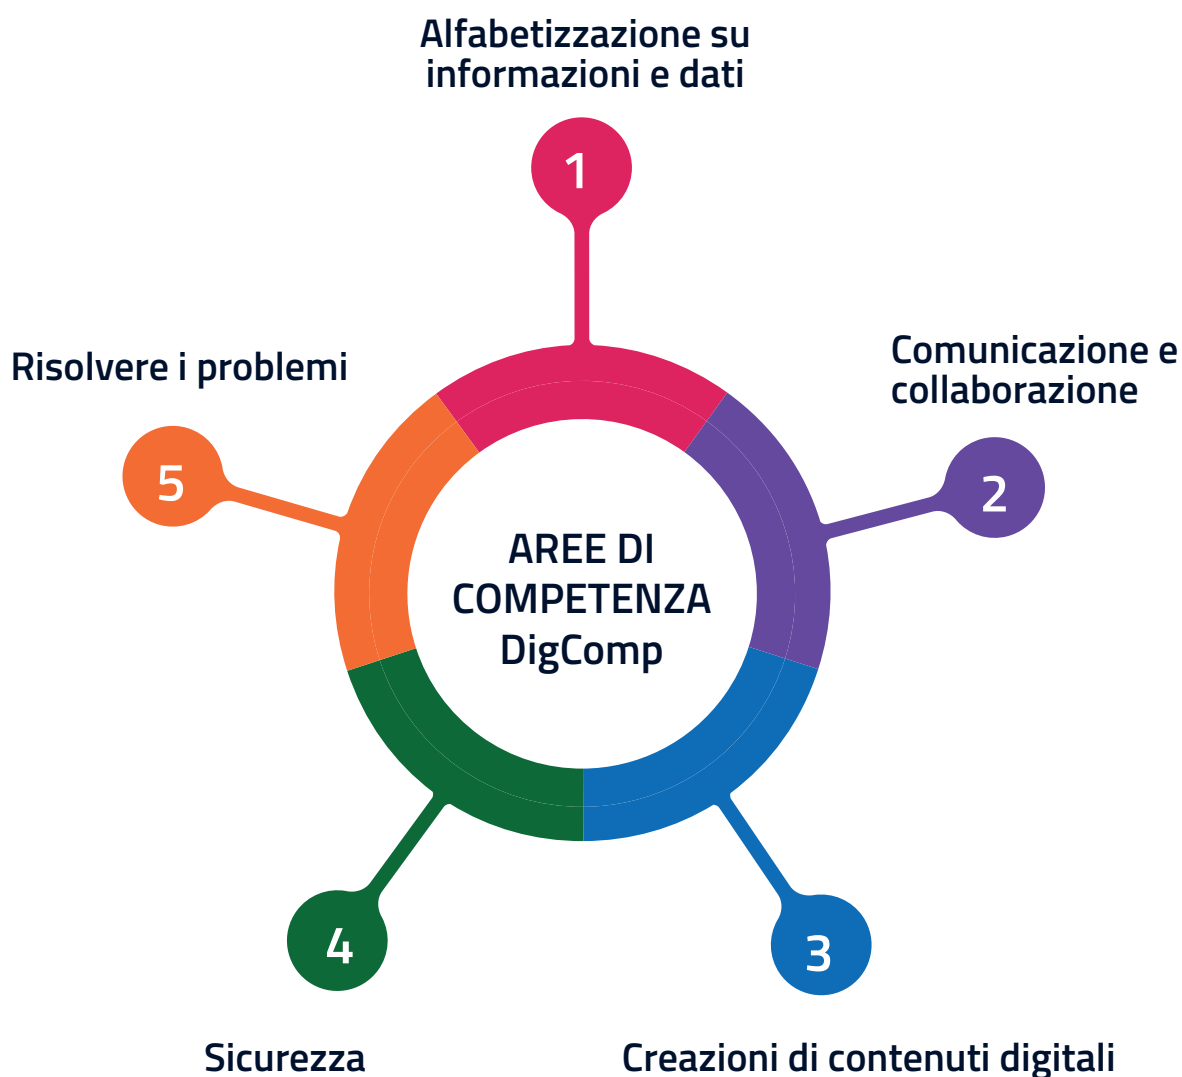 Alfabetizzazione su
informazioni e dati
1
Comunicazione e
collaborazione
2
Risolvere i problemi
5
AREE DI
COMPETENZA
DigComp
4
3
Sicurezza
Creazioni di contenuti digitali